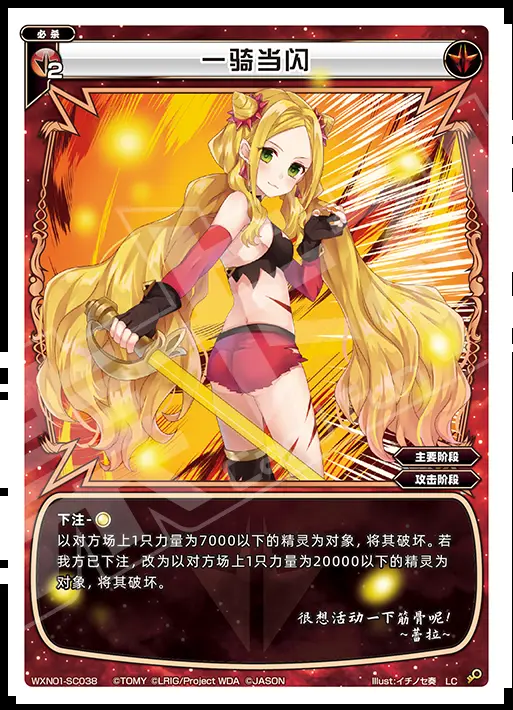 必杀
2
一骑当闪
主要阶段
攻击阶段
下注-
以对方场上1只力量为7000以下的精灵为对象，将其破坏。若
我方已下注，改为以对方场上1只力量为20000以下的精灵为
对象，将其破坏。
很想活动一下筋骨呢!
~蕾拉~
WXN01-SC038 ©TOMY ©LRIG/Project WDA ©JASON Illust:イチノセ奏 LC